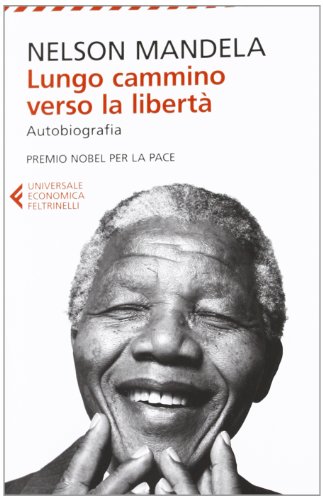 NELSON MANDELA
Lungo cammino
verso la libertà
Autobiografia
PREMIO NOBEL PER LA PACE
UNIVERSALE
ECONOMICA
FELTRINELLI